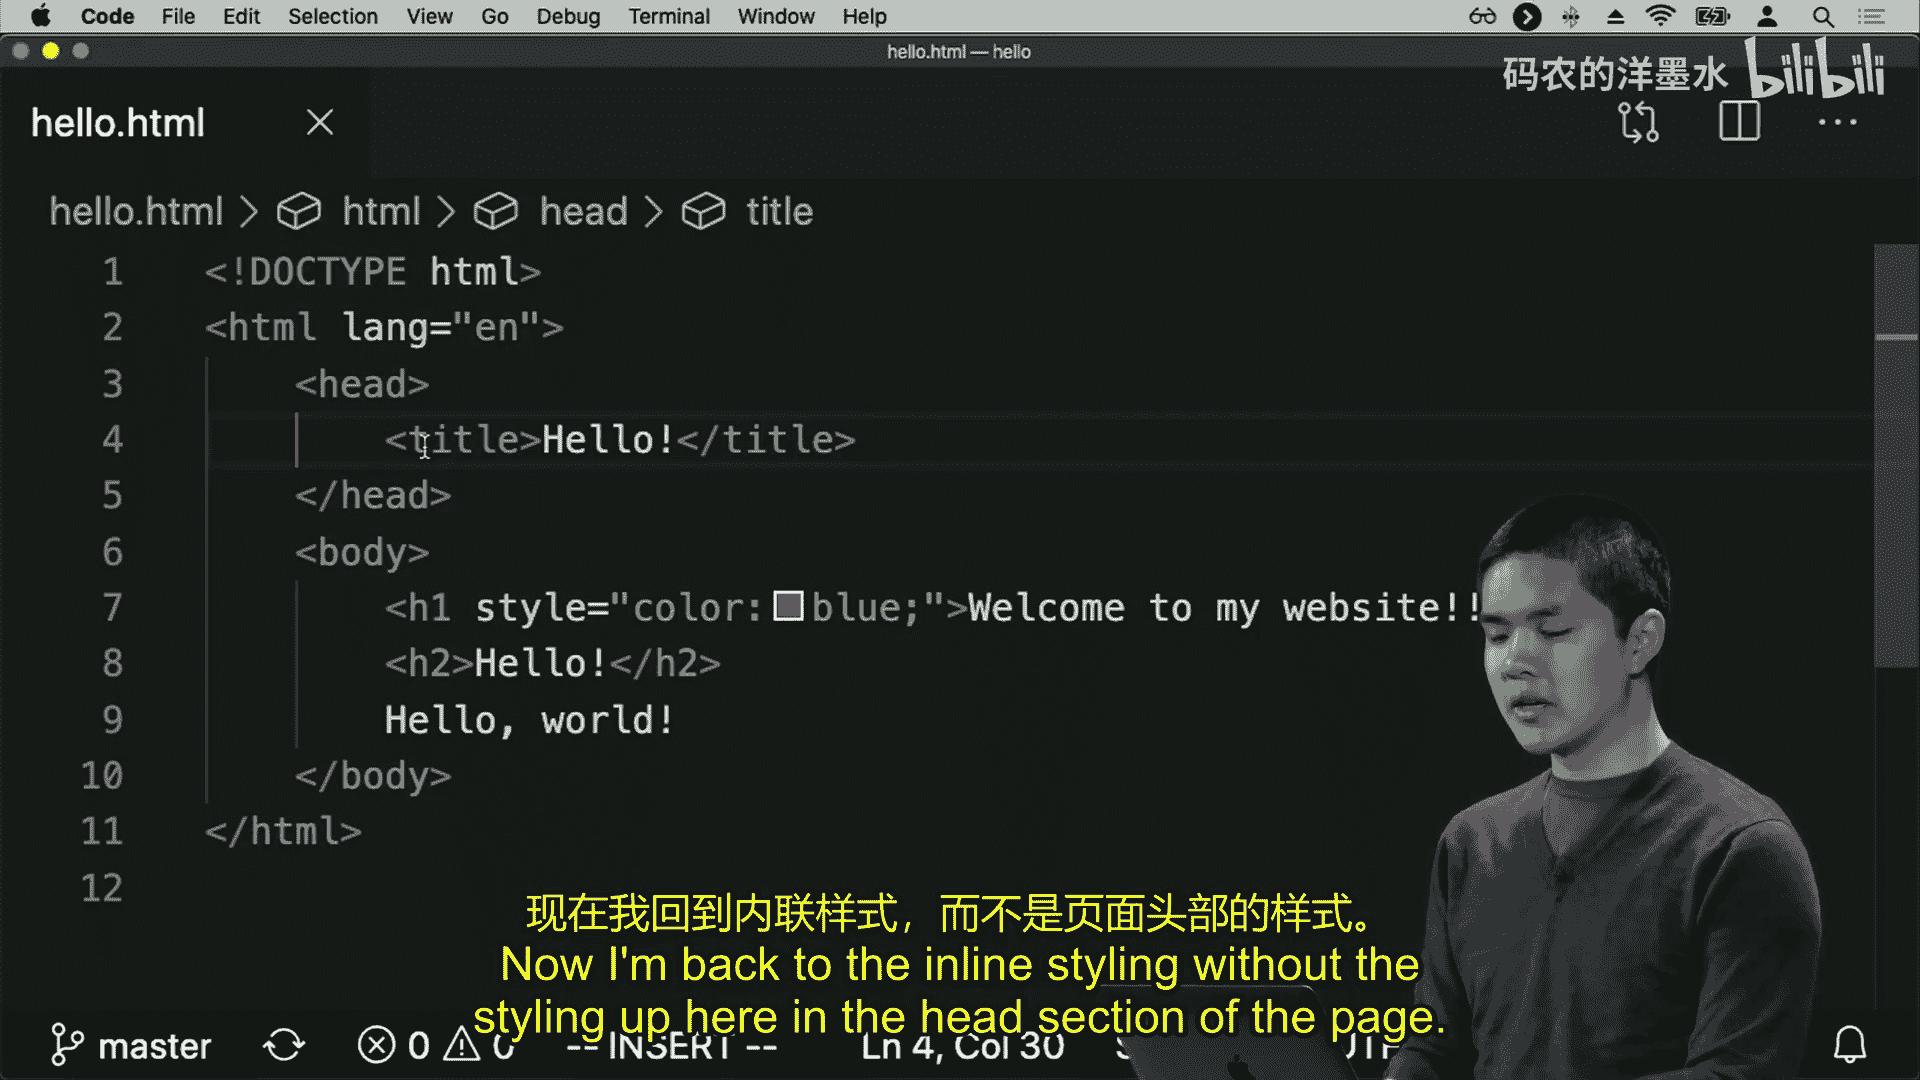 Code File Edit Selection View Go Debug Terminal Window Help
hello.html — hello
码农的洋墨水 bilibili
hello.html
hello.html > html > head > title
1 <!DOCTYPE html>
2 <html lang="en">
3 <head>
4 <title>Hello!</title>
5 </head>
6 <body>
7 <h1 style="color: blue;">Welcome to my website!!
8 <h2>Hello!</h2>
9 Hello, world!
10 </body>
11 </html>
12
现在我回到内联样式，而不是页面头部的样式。
Now I'm back to the inline styling without the
styling up here in the head section of the page.
master 0 0 -- INSERT -- Ln 4, Col 30